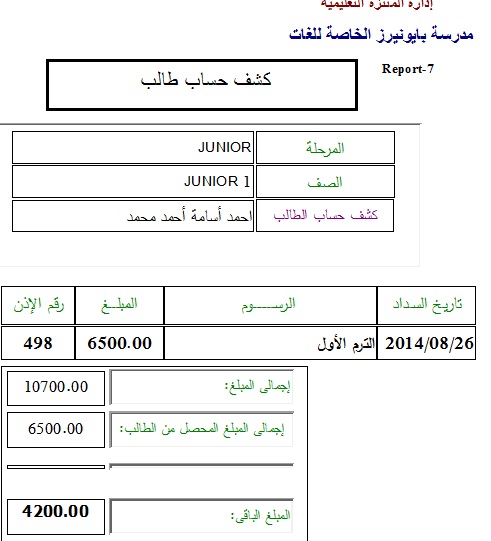 إدارة المنتزه التعليمية
مدرسة بايونيرز الخاصة للغات
Report-7
كشف حساب طالب
المرحلة JUNIOR
الصف JUNIOR 1
كشف حساب الطالب احمد أسامة أحمد محمد
تاريخ السداد الرســـــوم المبلــغ رقم الإذن
2014/08/26 الترم الأول 6500.00 498
إجمالى المبلغ: 10700.00
إجمالى المبلغ المحصل من الطالب: 6500.00
المبلغ الباقى: 4200.00